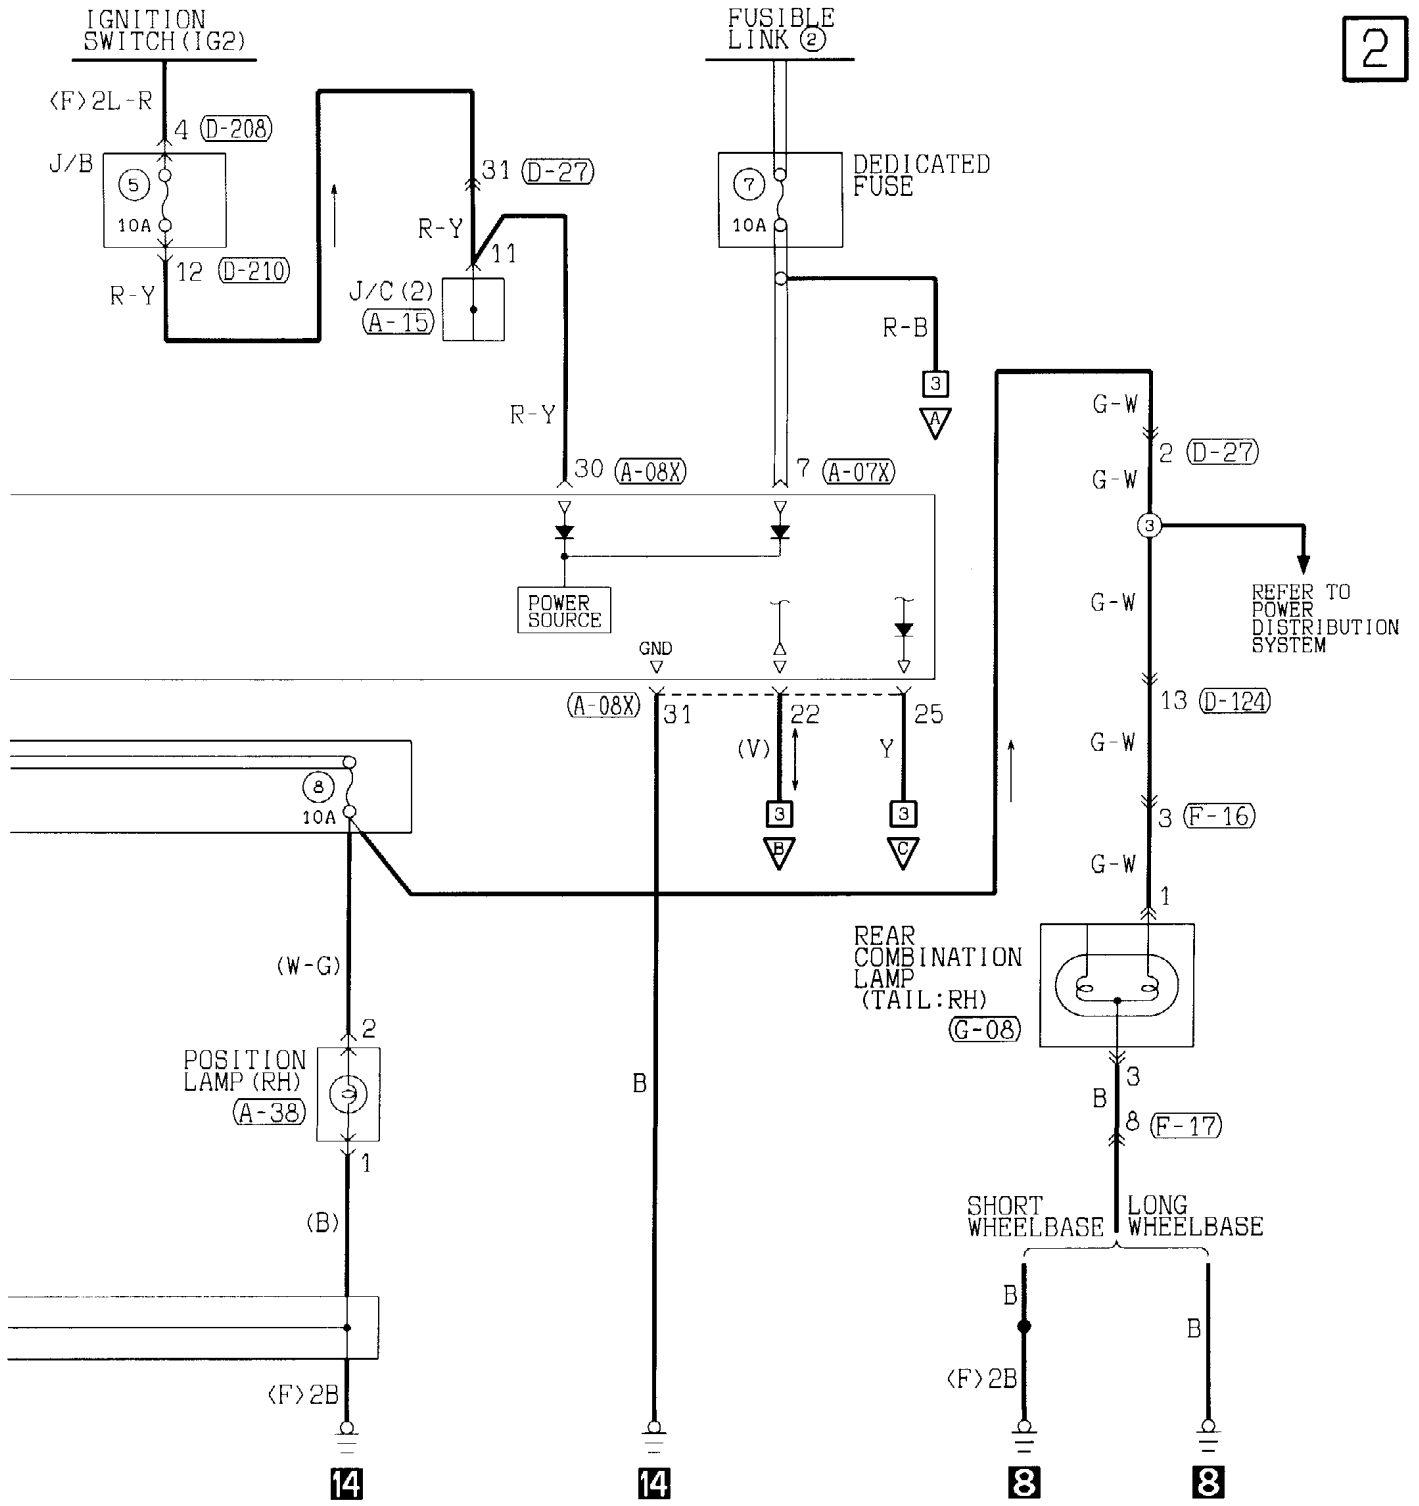 IGNITION
SWITCH(IG2)
FUSIBLE
LINK ②
2
<F>2L-R
4 (D-208)
J/B
5
10A
12 (D-210)
R-Y
31 (D-27)
R-Y
11
J/C(2)
(A-15)
7
10A
DEDICATED
FUSE
R-B
3
A
R-Y
30 (A-08X)
7 (A-07X)
G-W
2 (D-27)
G-W
3
REFER TO
POWER
DISTRIBUTION
SYSTEM
G-W
POWER
SOURCE
GND
(A-08X)
31
22
25
(V)
Y
3
B
3
C
13 (D-124)
G-W
3 (F-16)
G-W
1
8
10A
REAR
COMBINATION
LAMP
(TAIL:RH)
(G-08)
(W-G)
2
POSITION
LAMP(RH)
(A-38)
1
(B)
B
3
B
8 (F-17)
SHORT
WHEELBASE
LONG
WHEELBASE
B
B
<F>2B
<F>2B
14
14
8
8